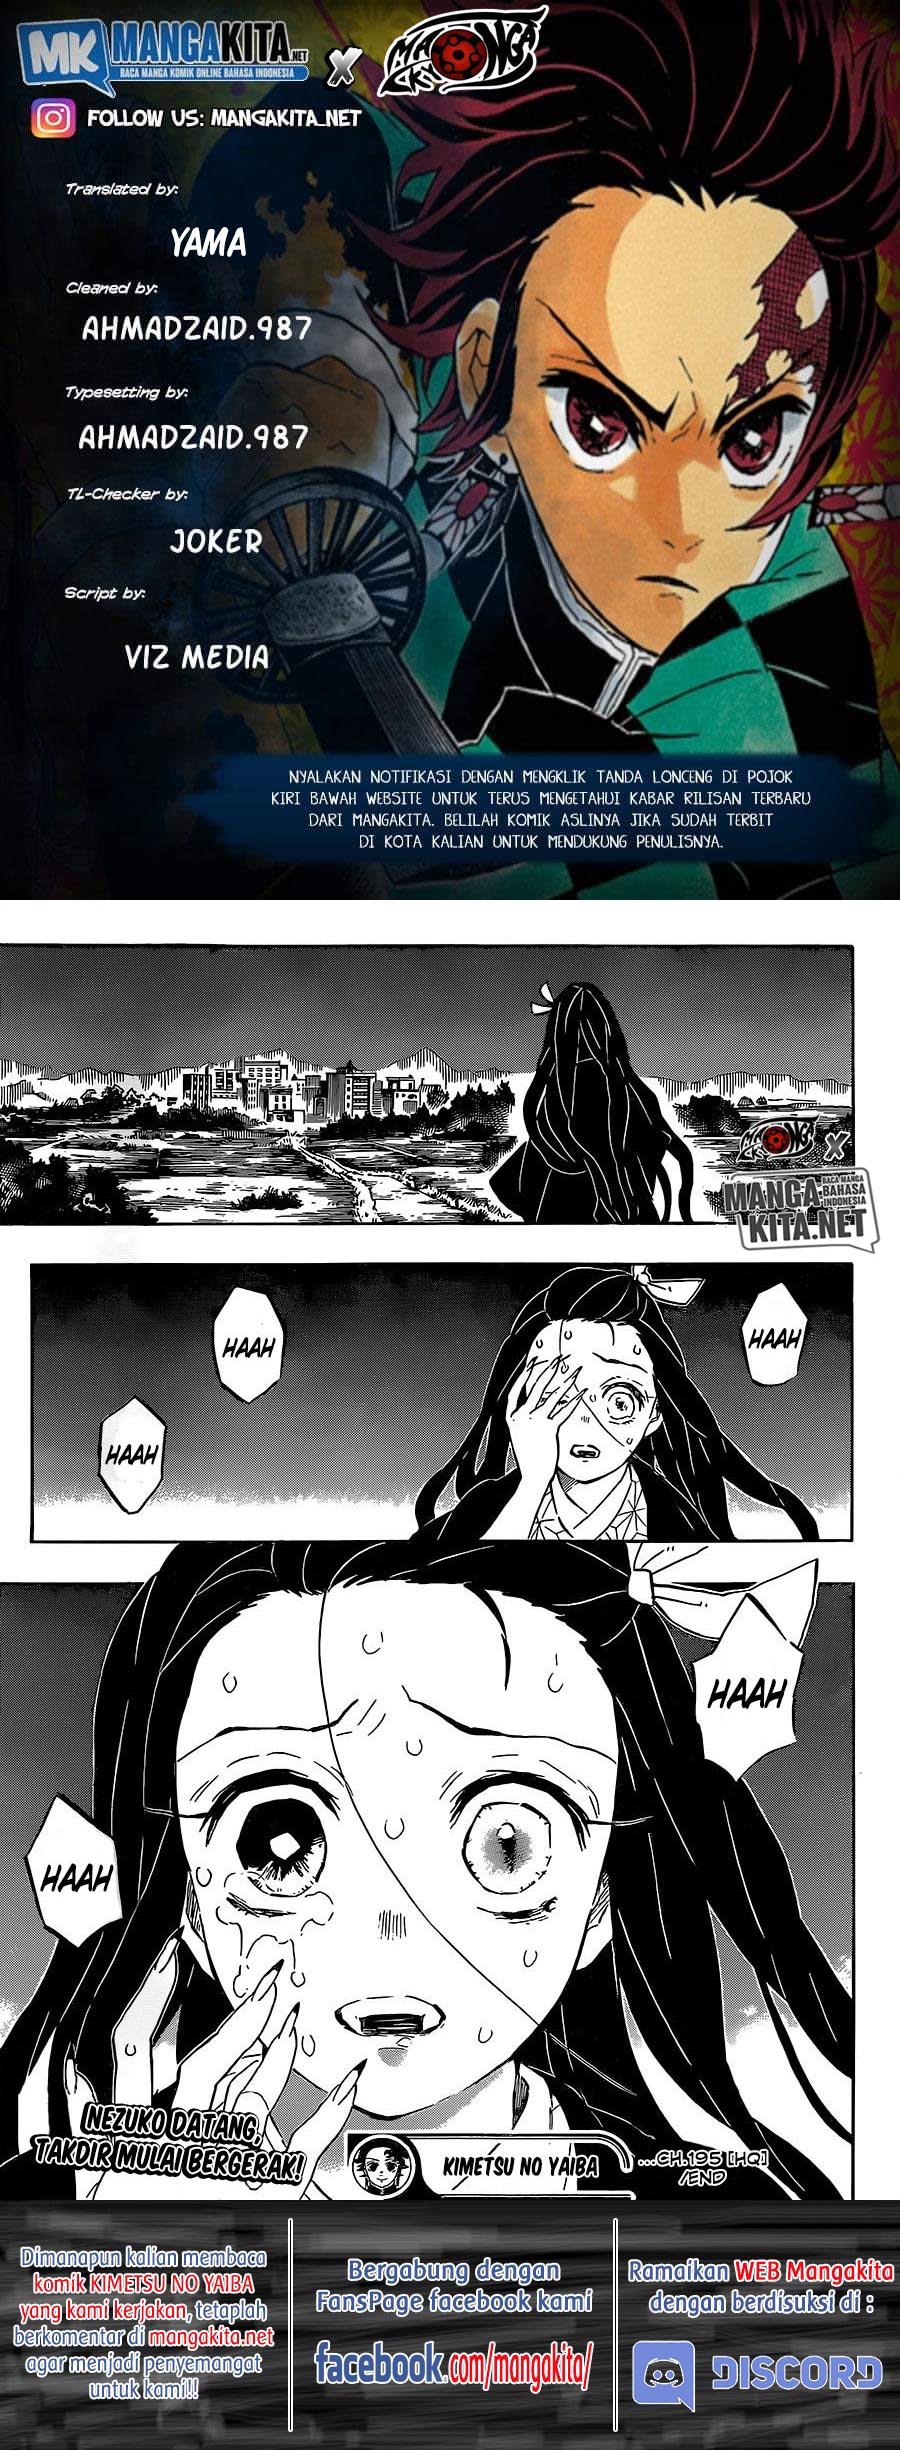 MK MANGAKITA.NET
BACA MANGA KOMIK ONLINE BAHASA INDONESIA
X
FOLLOW US: MANGAKITA_NET
Translated by:
YAMA
Cleaned by:
AHMADZAID.987
Typesetting by:
AHMADZAID.987
TL-Checker by:
JOKER
Script by:
VIZ MEDIA
NYALAKAN NOTIFIKASI DENGAN MENGKLIK TANDA LONCENG DI POJOK
KIRI BAWAH WEBSITE UNTUK TERUS MENGETAHUI KABAR RILISAN TERBARU
DARI MANGAKITA. BELILAH KOMIK ASLINYA JIKA SUDAH TERBIT
DI KOTA KALIAN UNTUK MENDUKUNG PENULISNYA.
X
MANGA
BACA MANGA
BAHASA
INDONESIA
KITA.NET
HAAH
HAAH
HAAH
HAAH
HAAH
NEZUKO DATANG,
TAKDIR MULAI BERGERAK!
KIMETSU NO YAIBA
...CH.195 [HQ]
/END
Dimanapun kalian membaca
komik KIMETSU NO YAIBA
yang kami kerjakan, tetaplah
berkomentar di mangakita.net
agar menjadi penyemangat
untuk kami!!
Bergabung dengan
FansPage facebook kami
facebook.com/mangakita/
Ramaikan WEB Mangakita
dengan berdisuksi di :
DISCORD